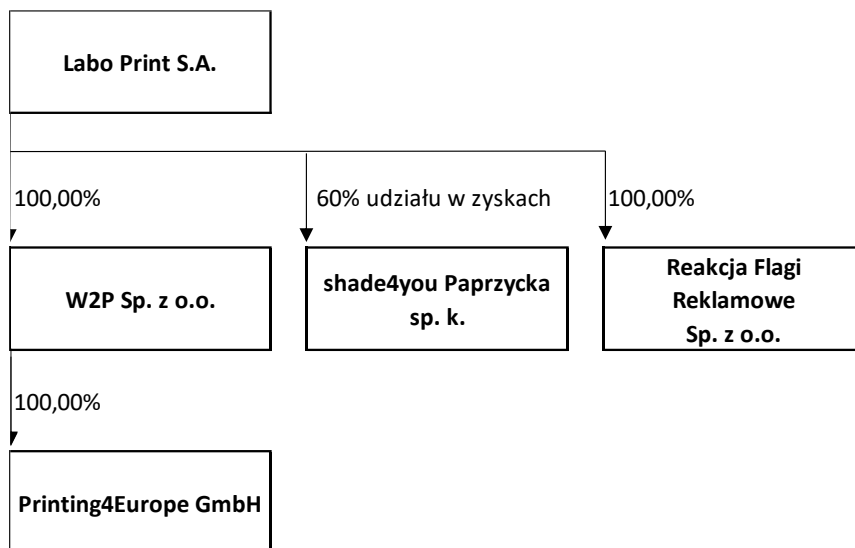 Labo Print S.A.
100,00%
60% udziału w zyskach
100,00%
W2P Sp. z o.o.
shade4you Paprzycka
sp. k.
Reakcja Flagi
Reklamowe
Sp. z o.o.
100,00%
Printing4Europe GmbH